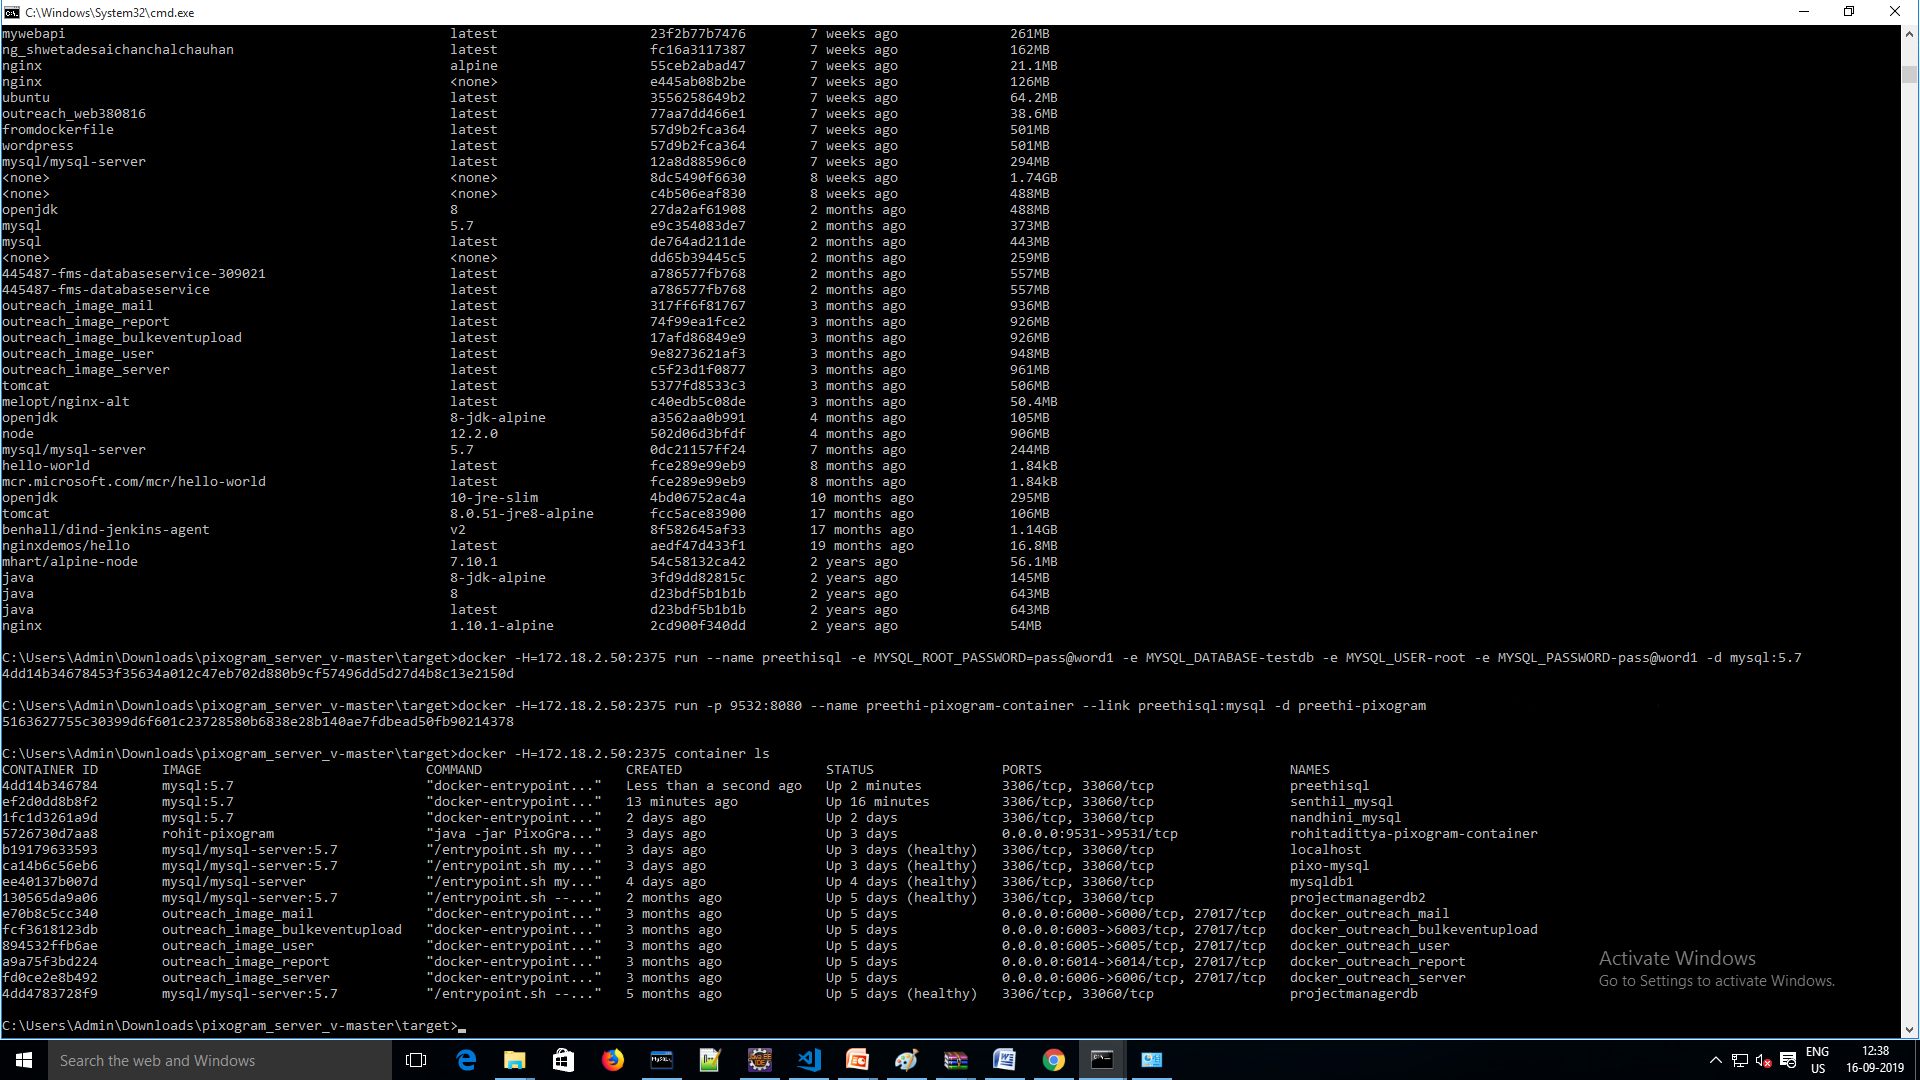 C:\Windows\System32\cmd.exe
mywebapi latest 23f2b77b7476 7 weeks ago 261MB
ng_shwetadesaichanchalchauhan latest fc16a3117387 7 weeks ago 162MB
nginx alpine 55ceb2abad47 7 weeks ago 21.1MB
nginx <none> e445ab08b2be 7 weeks ago 126MB
ubuntu latest 3556258649b2 7 weeks ago 64.2MB
outreach_web380816 latest 77aa7dd466e1 7 weeks ago 38.6MB
fromdockerfile latest 57d9b2fca364 7 weeks ago 501MB
wordpress latest 57d9b2fca364 7 weeks ago 501MB
mysql/mysql-server latest 12a8d88596c0 7 weeks ago 294MB
<none> <none> 8dc5490f6630 8 weeks ago 1.74GB
<none> <none> c4b506eaf830 8 weeks ago 488MB
openjdk 8 27da2af61908 2 months ago 488MB
mysql 5.7 e9c354083de7 2 months ago 373MB
mysql latest de764ad211de 2 months ago 443MB
<none> <none> dd65b39445c5 2 months ago 259MB
445487-fms-databaseservice-309021 latest a786577fb768 2 months ago 557MB
445487-fms-databaseservice latest a786577fb768 2 months ago 557MB
outreach_image_mail latest 317ff6f81767 3 months ago 936MB
outreach_image_report latest 74f99ea1fce2 3 months ago 926MB
outreach_image_bulkeventupload latest 17afd86849e9 3 months ago 926MB
outreach_image_user latest 9e8273621af3 3 months ago 948MB
outreach_image_server latest c5f23d1f0877 3 months ago 961MB
tomcat latest 5377fd8533c3 3 months ago 506MB
melopt/nginx-alt latest c40edb5c08de 3 months ago 50.4MB
openjdk 8-jdk-alpine a3562aa0b991 4 months ago 105MB
node 12.2.0 502d06d3bfdf 4 months ago 906MB
mysql/mysql-server 5.7 0dc21157ff24 7 months ago 244MB
hello-world latest fce289e99eb9 8 months ago 1.84kB
mcr.microsoft.com/mcr/hello-world latest fce289e99eb9 8 months ago 1.84kB
openjdk 10-jre-slim 4bd06752ac4a 10 months ago 295MB
tomcat 8.0.51-jre8-alpine fcc5ace83900 17 months ago 106MB
benhall/dind-jenkins-agent v2 8f582645af33 17 months ago 1.14GB
nginxdemos/hello latest aedf47d433f1 19 months ago 16.8MB
mhart/alpine-node 7.10.1 54c58132ca42 2 years ago 56.1MB
java 8-jdk-alpine 3fd9dd82815c 2 years ago 145MB
java 8 d23bdf5b1b1b 2 years ago 643MB
java latest d23bdf5b1b1b 2 years ago 643MB
nginx 1.10.1-alpine 2cd900f340dd 2 years ago 54MB
C:\Users\Admin\Downloads\pixogram_server_v-master\target>docker -H=172.18.2.50:2375 run --name preethisql -e MYSQL_ROOT_PASSWORD=pass@word1 -e MYSQL_DATABASE-testdb -e MYSQL_USER-root -e MYSQL_PASSWORD-pass@word1 -d mysql:5.7
4dd14b34678453f35634a012c47eb702d880b9cf57496dd5d27d4b8c13e2150d
C:\Users\Admin\Downloads\pixogram_server_v-master\target>docker -H=172.18.2.50:2375 run -p 9532:8080 --name preethi-pixogram-container --link preethisql:mysql -d preethi-pixogram
5163627755c30399d6f601c23728580b6838e28b140ae7fdbead50fb90214378
C:\Users\Admin\Downloads\pixogram_server_v-master\target>docker -H=172.18.2.50:2375 container ls
CONTAINER ID IMAGE COMMAND CREATED STATUS PORTS NAMES
4dd14b346784 mysql:5.7 "docker-entrypoint..." Less than a second ago Up 2 minutes 3306/tcp, 33060/tcp preethisql
ef2d0dd8b8f2 mysql:5.7 "docker-entrypoint..." 13 minutes ago Up 16 minutes 3306/tcp, 33060/tcp senthil_mysql
1fc1d3261a9d mysql:5.7 "docker-entrypoint..." 2 days ago Up 2 days 3306/tcp, 33060/tcp nandhini_mysql
5726730d7aa8 rohit-pixogram "java -jar PixoGra..." 3 days ago Up 3 days 0.0.0.0:9531->9531/tcp rohitadittya-pixogram-container
b19179633593 mysql/mysql-server:5.7 "/entrypoint.sh my..." 3 days ago Up 3 days (healthy) 3306/tcp, 33060/tcp localhost
ca14b6c56eb6 mysql/mysql-server:5.7 "/entrypoint.sh my..." 3 days ago Up 3 days (healthy) 3306/tcp, 33060/tcp pixo-mysql
ee40137b007d mysql/mysql-server "/entrypoint.sh my..." 4 days ago Up 4 days (healthy) 3306/tcp, 33060/tcp mysqldb1
130565da9a06 mysql/mysql-server:5.7 "/entrypoint.sh --..." 2 months ago Up 5 days (healthy) 3306/tcp, 33060/tcp projectmanagerdb2
e70b8c5cc340 outreach_image_mail "docker-entrypoint..." 3 months ago Up 5 days 0.0.0.0:6000->6000/tcp, 27017/tcp docker_outreach_mail
fcf3618123db outreach_image_bulkeventupload "docker-entrypoint..." 3 months ago Up 5 days 0.0.0.0:6003->6003/tcp, 27017/tcp docker_outreach_bulkeventupload
894532ffb6ae outreach_image_user "docker-entrypoint..." 3 months ago Up 5 days 0.0.0.0:6005->6005/tcp, 27017/tcp docker_outreach_user
a9a75f3bd224 outreach_image_report "docker-entrypoint..." 3 months ago Up 5 days 0.0.0.0:6014->6014/tcp, 27017/tcp docker_outreach_report
fd0ce2e8b492 outreach_image_server "docker-entrypoint..." 3 months ago Up 5 days 0.0.0.0:6006->6006/tcp, 27017/tcp docker_outreach_server
4dd4783728f9 mysql/mysql-server:5.7 "/entrypoint.sh --..." 5 months ago Up 5 days (healthy) 3306/tcp, 33060/tcp projectmanagerdb
Activate Windows
Go to Settings to activate Windows.
C:\Users\Admin\Downloads\pixogram_server_v-master\target>
Search the web and Windows
ENG
US
12:38
16-09-2019